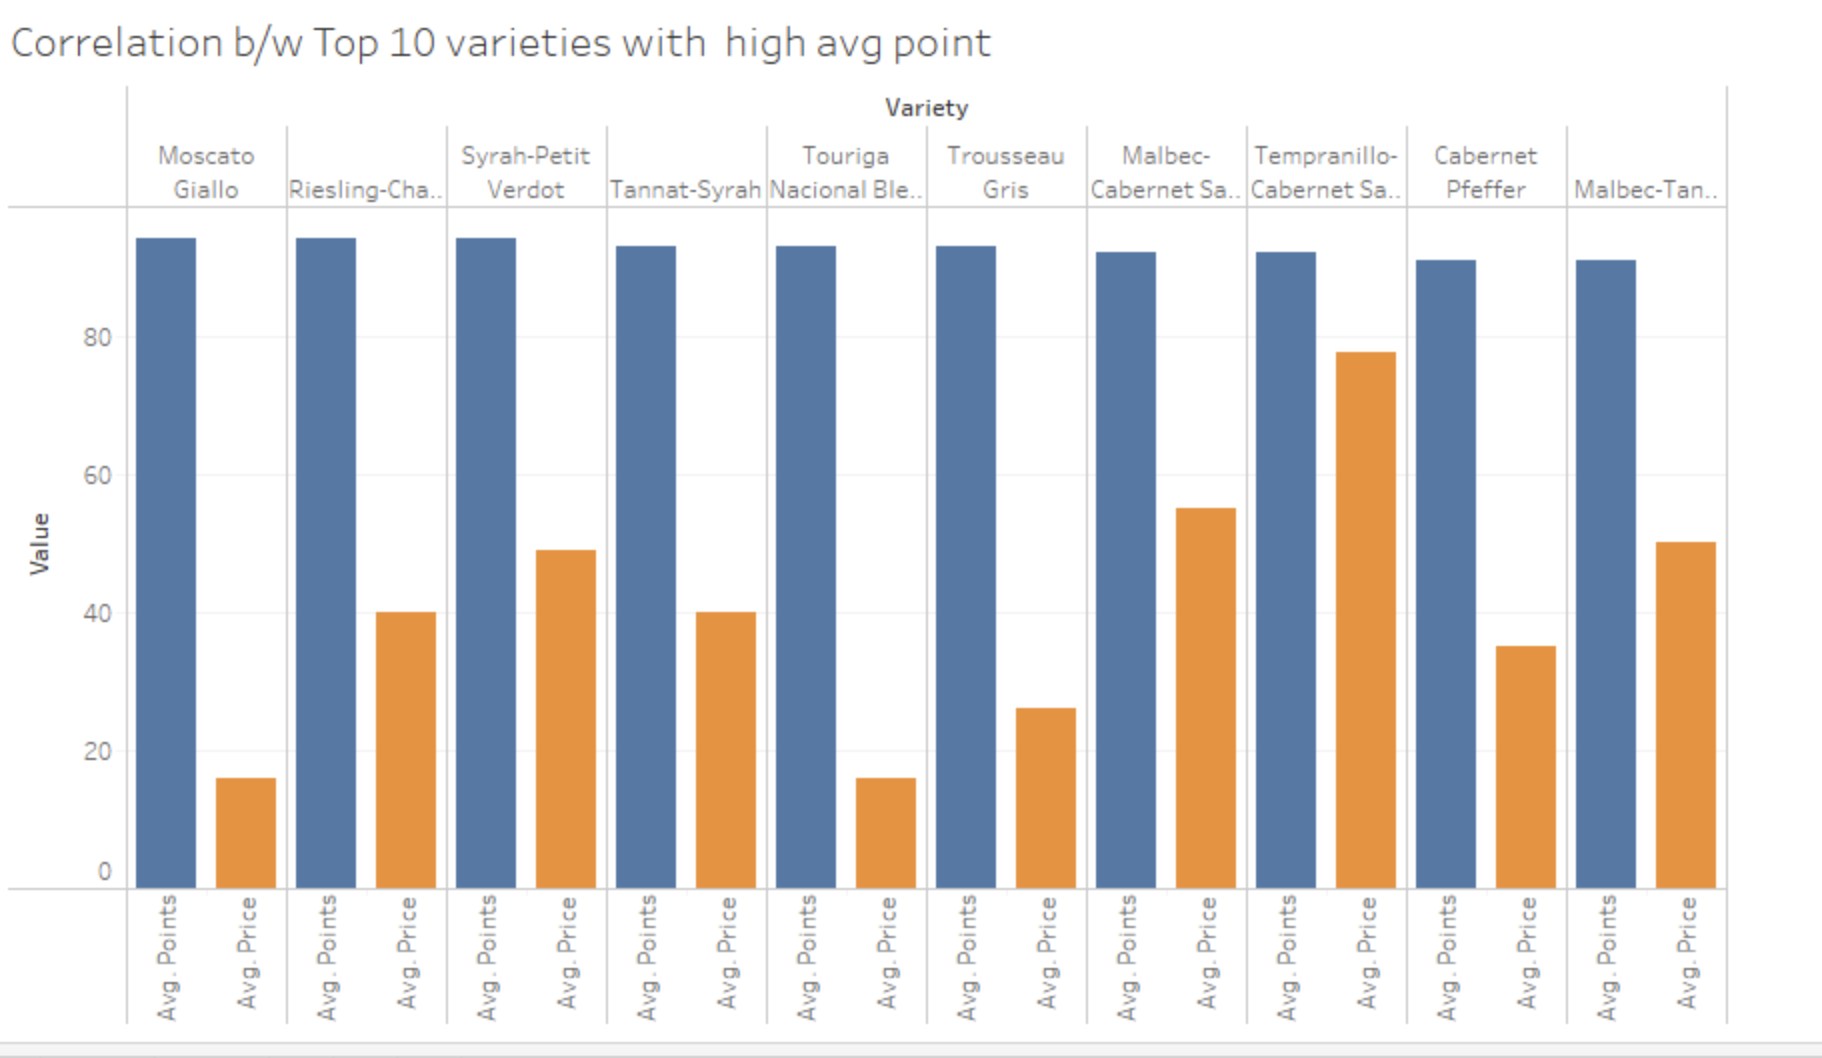 Correlation b/w Top 10 varieties with  high avg point
Variety
Moscato
Giallo
Riesling-Cha..
Syrah-Petit
Verdot
Tannat-Syrah
Touriga
Nacional Ble..
Trousseau
Gris
Malbec-
Cabernet Sa..
Tempranillo-
Cabernet Sa..
Cabernet
Pfeffer
Malbec-Tan..
80
60
40
20
0
Value
Avg. Points
Avg. Price
Avg. Points
Avg. Price
Avg. Points
Avg. Price
Avg. Points
Avg. Price
Avg. Points
Avg. Price
Avg. Points
Avg. Price
Avg. Points
Avg. Price
Avg. Points
Avg. Price
Avg. Points
Avg. Price
Avg. Points
Avg. Price